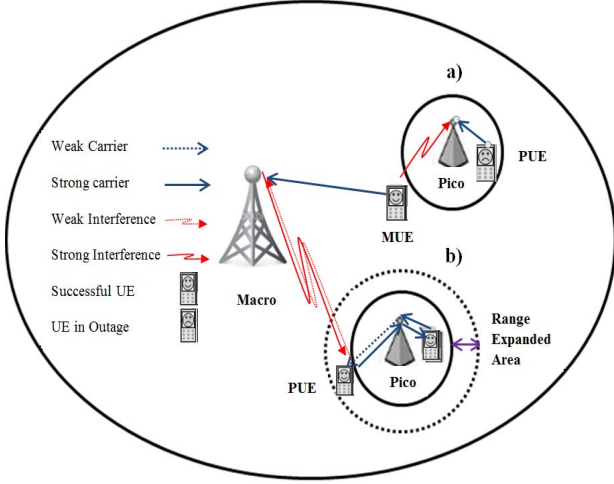 a)
Weak Carrier
PUE
Strong carrier
Pico
Weak Interference
MUE
Strong Interference
b)
Successful UE
Macro
UE in Outage
Range
Expanded
Area
PUE
Pico